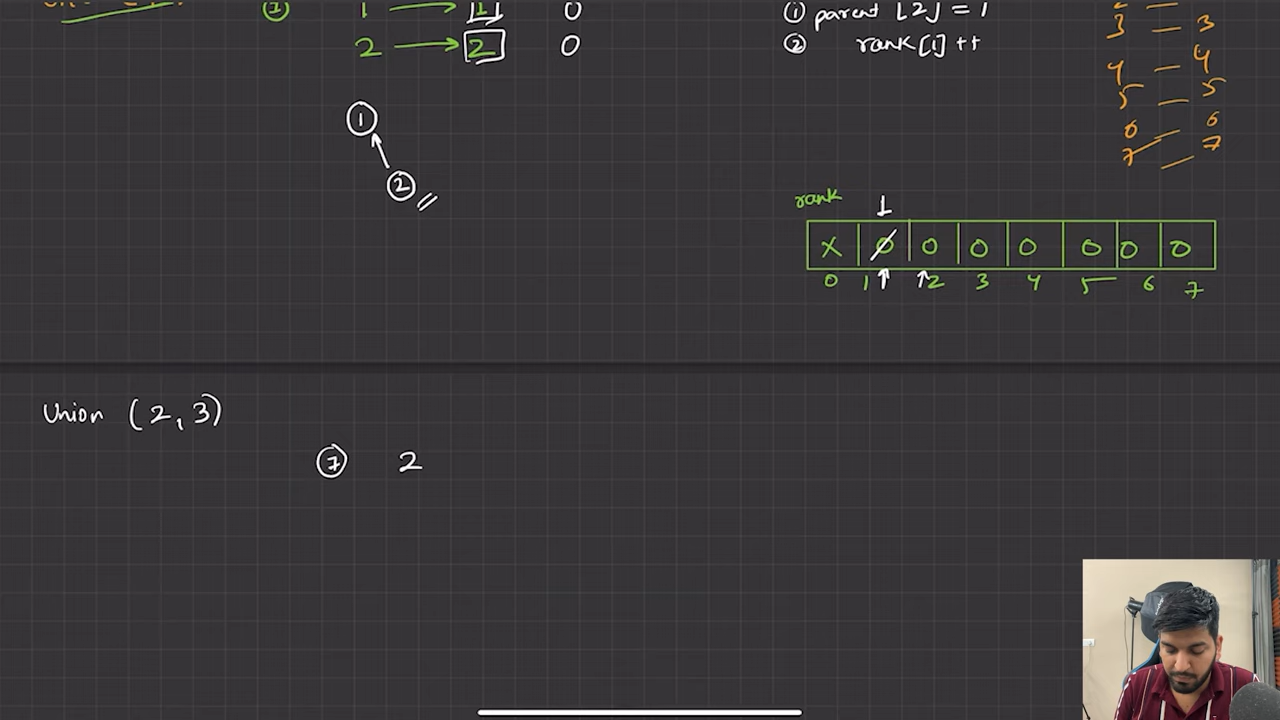 ① 1 → 1 0
2 → 2 0
① parent [2] = 1
② rank[1] ++
3 — 3
4 — 4
5 — 5
6 — 6
7 — 7
①
②
rank
1
X 0 0 0 0 0 0 0
0 1 2 3 4 5 6 7
Union (2, 3)
⑦ 2